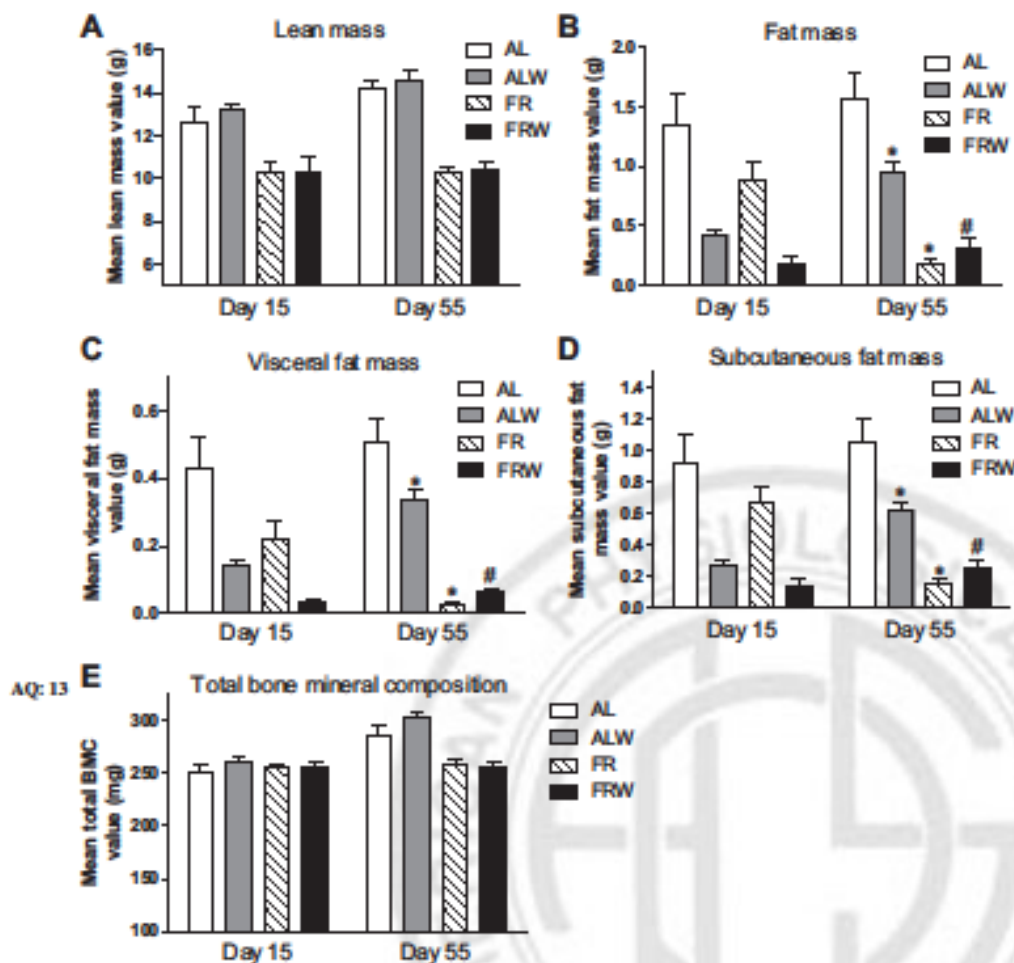 A
Lean mass
Mean lean mass value (g)
16
14
12
10
8
6
AL
ALW
FR
FRW
Day 15
Day 55
B
Fat mass
Mean fat mass value (g)
2.0
1.5
1.0
0.5
0.0
AL
ALW
FR
FRW
*
*
#
Day 15
Day 55
C
Visceral fat mass
Mean visceral fat mass
value (g)
0.6
0.4
0.2
0.0
AL
ALW
FR
FRW
*
*
#
Day 15
Day 55
D
Subcutaneous fat mass
Mean subcutaneous fat
mass value (g)
1.4
1.2
1.0
0.8
0.6
0.4
0.2
0.0
AL
ALW
FR
FRW
*
*
#
Day 15
Day 55
AQ: 13
E
Total bone mineral composition
Mean total BMC
value (mg)
300
250
200
150
100
AL
ALW
FR
FRW
Day 15
Day 55